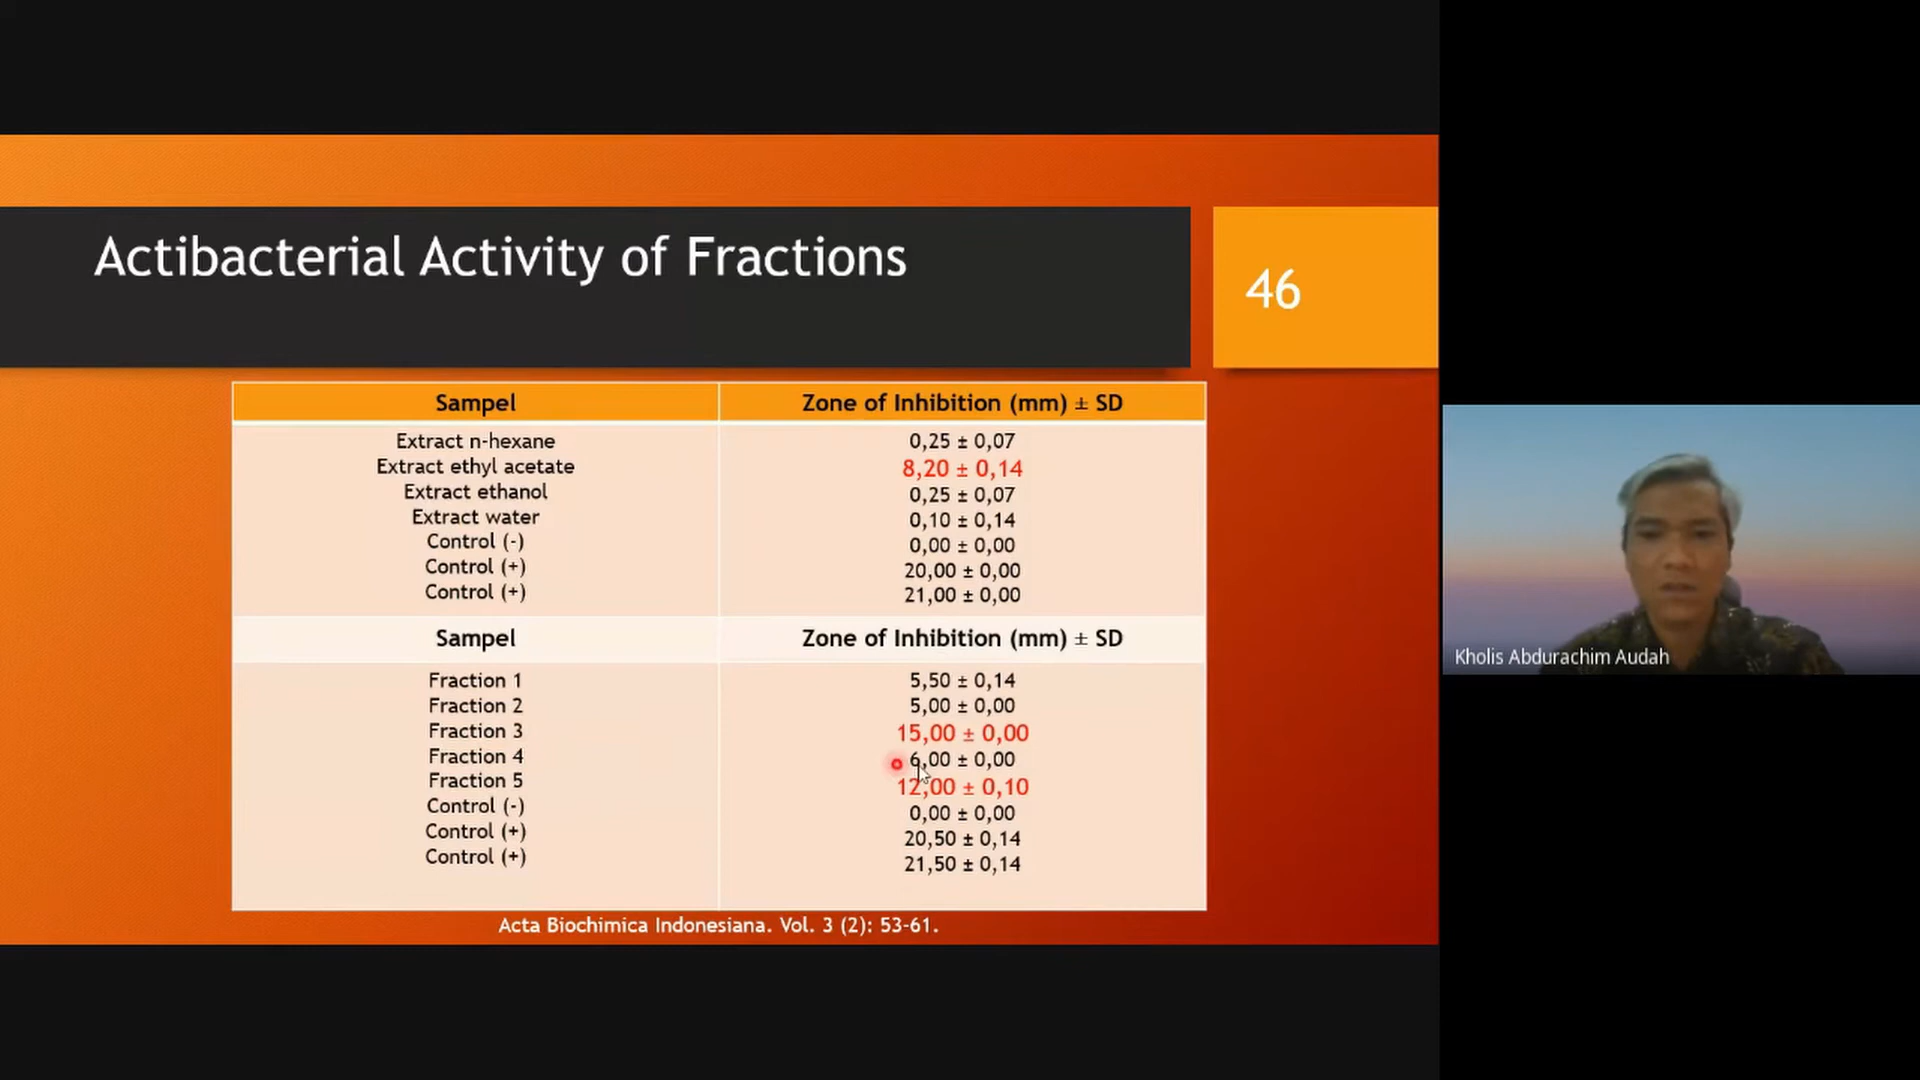 Actibacterial Activity of Fractions
46
Sampel Zone of Inhibition (mm) ± SD
Extract n-hexane 0,25 ± 0,07
Extract ethyl acetate 8,20 ± 0,14
Extract ethanol 0,25 ± 0,07
Extract water 0,10 ± 0,14
Control (-) 0,00 ± 0,00
Control (+) 20,00 ± 0,00
Control (+) 21,00 ± 0,00
Sampel Zone of Inhibition (mm) ± SD
Fraction 1 5,50 ± 0,14
Fraction 2 5,00 ± 0,00
Fraction 3 15,00 ± 0,00
Fraction 4 6,00 ± 0,00
Fraction 5 12,00 ± 0,10
Control (-) 0,00 ± 0,00
Control (+) 20,50 ± 0,14
Control (+) 21,50 ± 0,14
Acta Biochimica Indonesiana. Vol. 3 (2): 53-61.
Kholis Abdurachim Audah